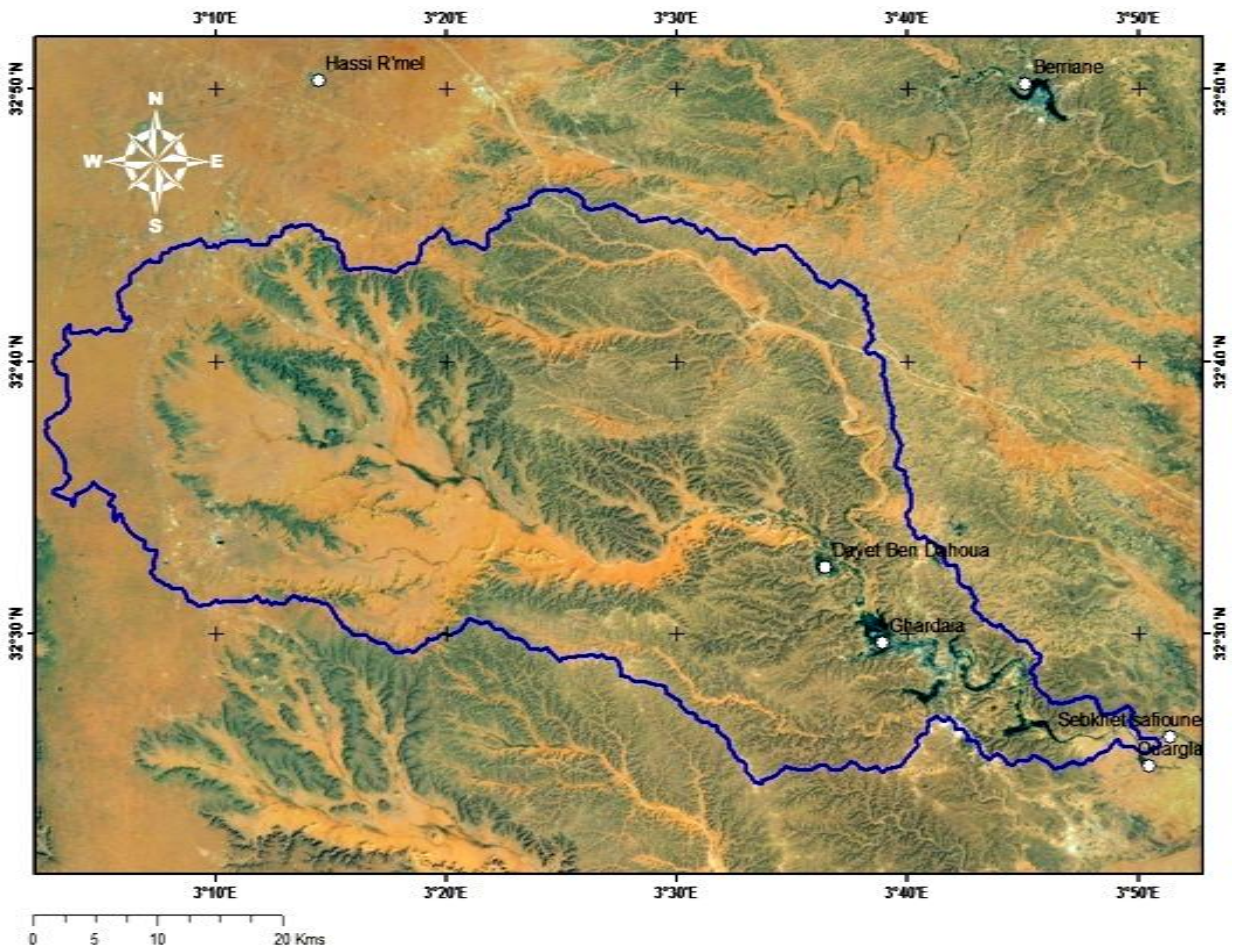 3°10'E 3°20'E 3°30'E 3°40'E 3°50'E
Hassi R'mel
Berriane
32°50'N 32°50'N
N
W E
S
32°40'N 32°40'N
Dayet Ben Dahoua
Ghardaia
32°30'N 32°30'N
Sebkhet safioune
Ouargla
3°10'E 3°20'E 3°30'E 3°40'E 3°50'E
0 5 10 20 Kms